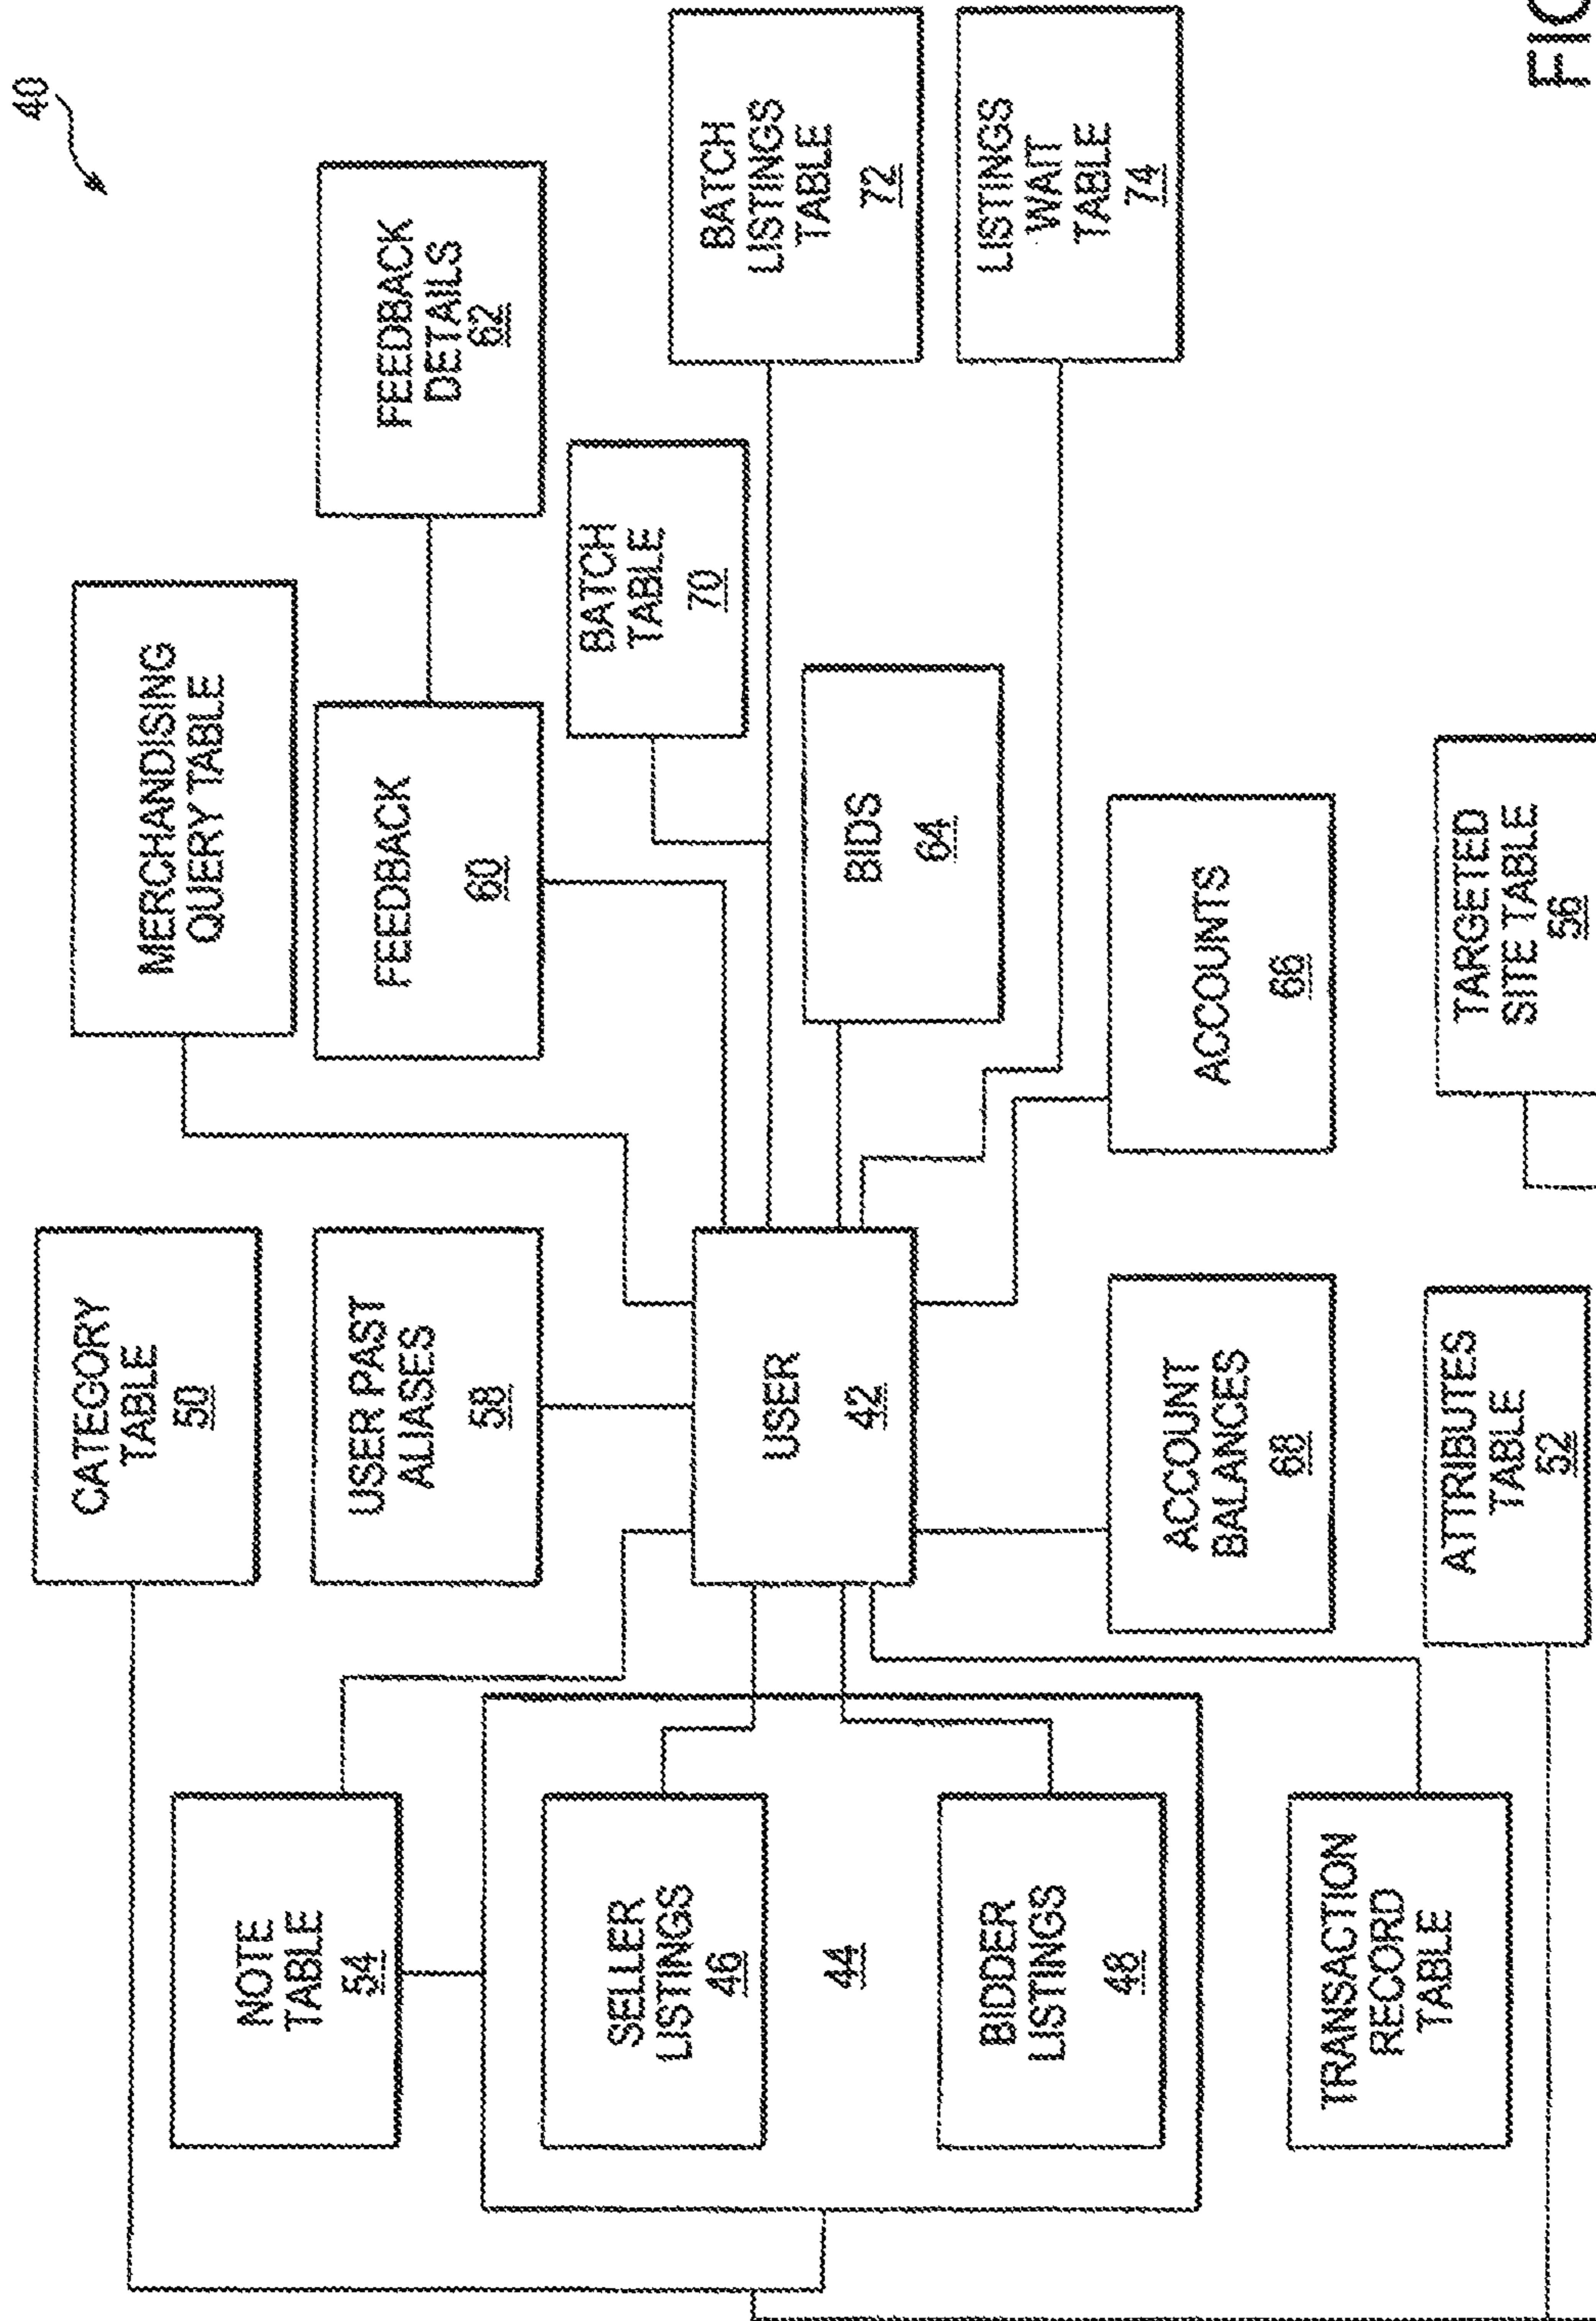 40
CATEGORY
TABLE
50
MERCHANDISING
QUERY TABLE
NOTE
TABLE
54
USER PAST
ALIASES
58
FEEDBACK
60
FEEDBACK
DETAILS
62
SELLER
LISTINGS
46
44
BIDDER
LISTINGS
48
USER
42
BATCH
TABLE
70
BATCH
LISTINGS
TABLE
72
BIDS
64
LISTINGS
WAIT
TABLE
74
TRANSACTION
RECORD
TABLE
ACCOUNT
BALANCES
68
ACCOUNTS
66
ATTRIBUTES
TABLE
52
TARGETED
SITE TABLE
56